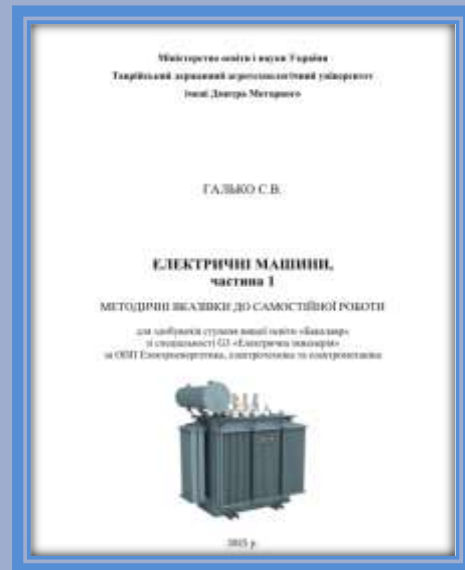 Міністерство освіти і науки України
Таврійський державний агротехнологічний університет
імені Дмитра Моторного
ГАЛЬКО С.В.
ЕЛЕКТРИЧНІ МАШИНИ,
частина 1
МЕТОДИЧНІ ВКАЗІВКИ ДО САМОСТІЙНОЇ РОБОТИ
для здобувачів ступеня вищої освіти «Бакалавр»
зі спеціальності G3 «Електрична інженерія»
за ОПП Електроенергетика, електротехніка та електромеханіка
2025 р.